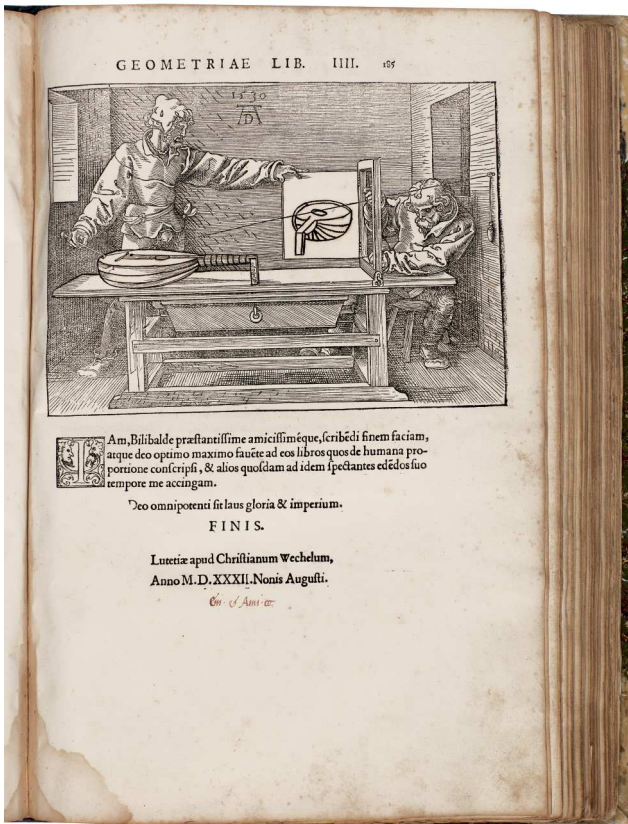 GEOMETRIAE LIB. IIII. 185
1530
AD
IAm, Bilibalde præstantissime amicissiméque, scribẽdi finem faciam,
atque deo optimo maximo fauẽte ad eos libros quos de humana pro-
portione conscripsi, & alios quosdam ad idem spectantes edẽdos suo
tempore me accingam.
Deo omnipotenti sit laus gloria & imperium.
FINIS.
Lutetiæ apud Christianum Wechelum,
Anno M.D.XXXII. Nonis Augusti.